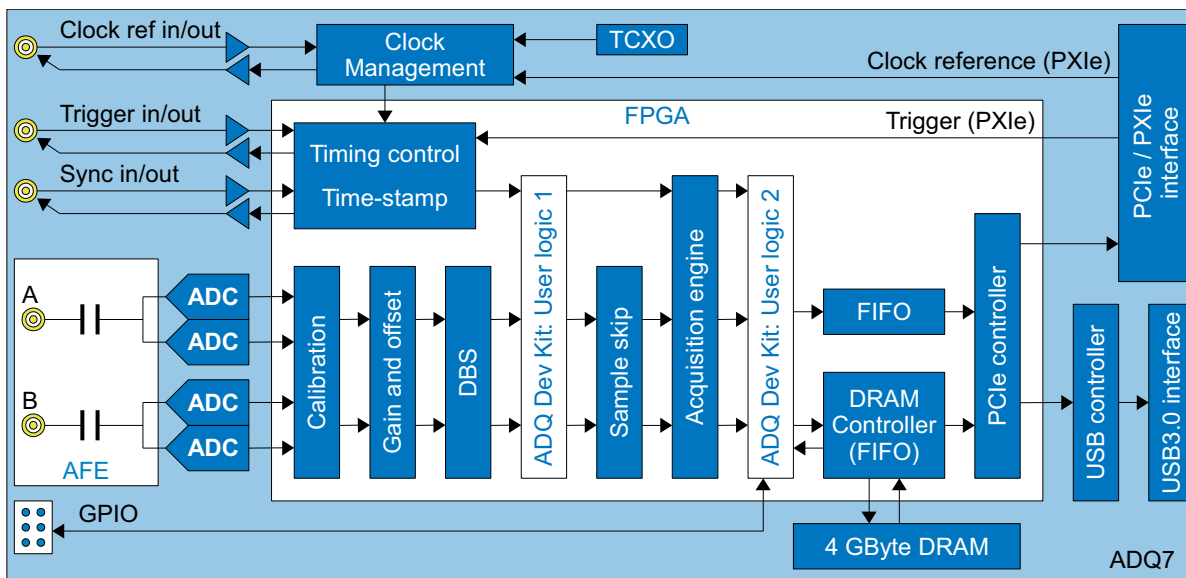 Clock ref in/out
Clock
Management
TCXO
Clock reference (PXIe)
PCIe / PXIe
interface
Trigger in/out
FPGA
Trigger (PXIe)
Timing control
Time-stamp
Sync in/out
A
B
AFE
ADC
ADC
ADC
ADC
Calibration
Gain and offset
DBS
ADQ Dev Kit: User logic 1
Sample skip
Acquisition engine
ADQ Dev Kit: User logic 2
FIFO
DRAM
Controller
(FIFO)
PCIe controller
USB controller
USB3.0 interface
GPIO
4 GByte DRAM
ADQ7